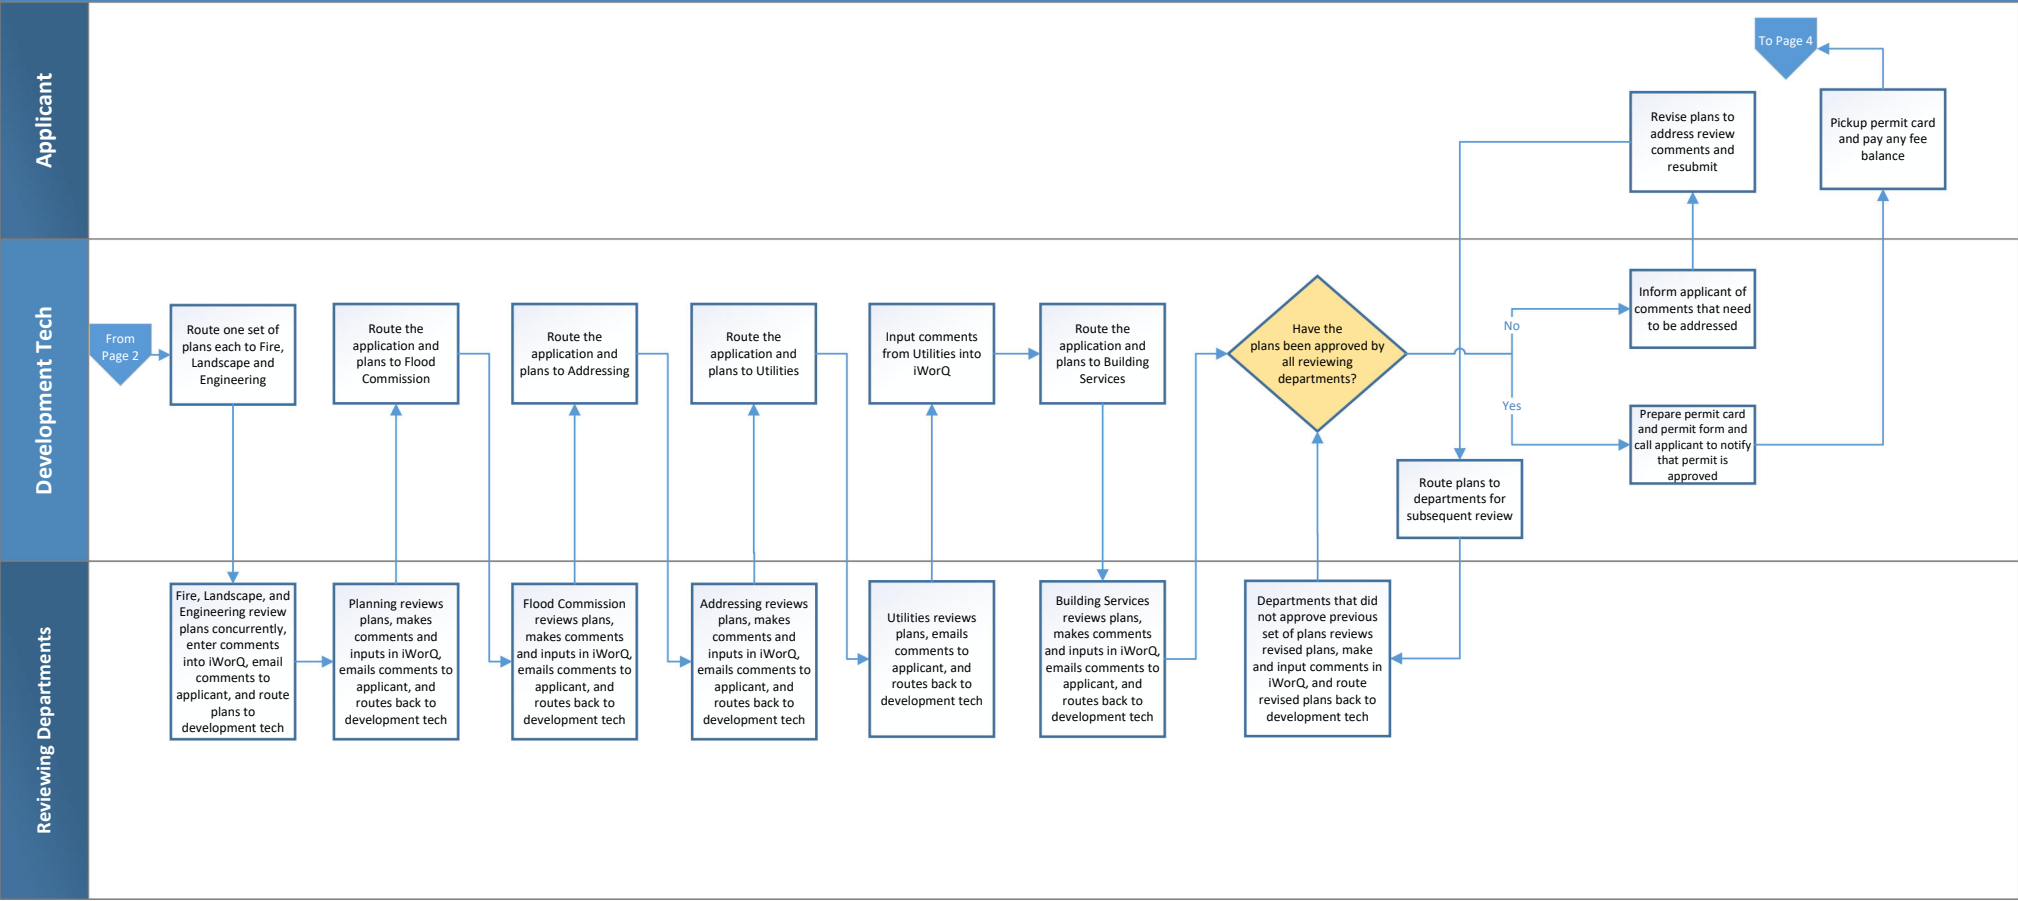 Applicant
To Page 4
Revise plans to
address review
comments and
resubmit
Pickup permit card
and pay any fee
balance
Development Tech
From
Page 2
Route one set of
plans each to Fire,
Landscape and
Engineering
Route the
application and
plans to Flood
Commission
Route the
application and
plans to Addressing
Route the
application and
plans to Utilities
Input comments
from Utilities into
iWorQ
Route the
application and
plans to Building
Services
Have the
plans been approved by
all reviewing
departments?
No
Yes
Inform applicant of
comments that need
to be addressed
Prepare permit card
and permit form and
call applicant to notify
that permit is
approved
Route plans to
departments for
subsequent review
Reviewing Departments
Fire, Landscape, and
Engineering review
plans concurrently,
enter comments
into iWorQ, email
comments to
applicant, and route
plans to
development tech
Planning reviews
plans, makes
comments and
inputs in iWorQ,
emails comments to
applicant, and
routes back to
development tech
Flood Commission
reviews plans,
makes comments
and inputs in iWorQ,
emails comments to
applicant, and
routes back to
development tech
Addressing reviews
plans, makes
comments and
inputs in iWorQ,
emails comments to
applicant, and
routes back to
development tech
Utilities reviews
plans, emails
comments to
applicant, and
routes back to
development tech
Building Services
reviews plans,
makes comments
and inputs in iWorQ,
emails comments to
applicant, and
routes back to
development tech
Departments that did
not approve previous
set of plans reviews
revised plans, make
and input comments in
iWorQ, and route
revised plans back to
development tech